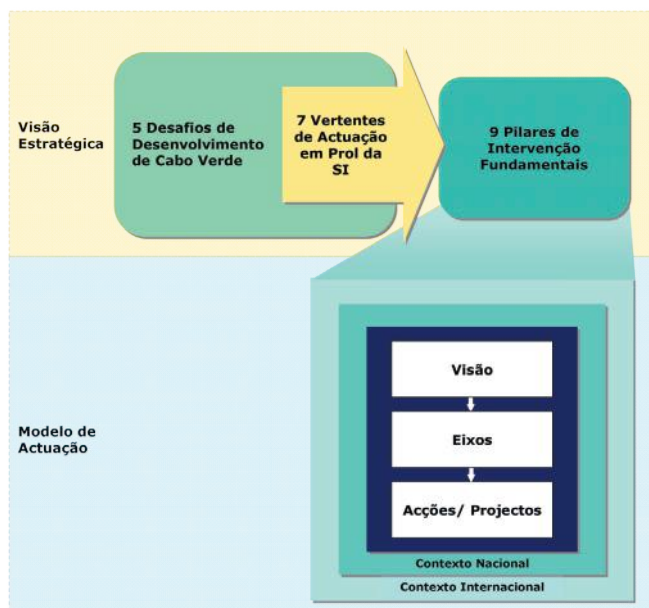 Visão
Estratégica
5 Desafios de
Desenvolvimento
de Cabo Verde
7 Vertentes
de Actuação
em Prol da
SI
9 Pilares de
Intervenção
Fundamentais
Modelo de
Actuação
Visão
Eixos
Acções/ Projectos
Contexto Nacional
Contexto Internacional